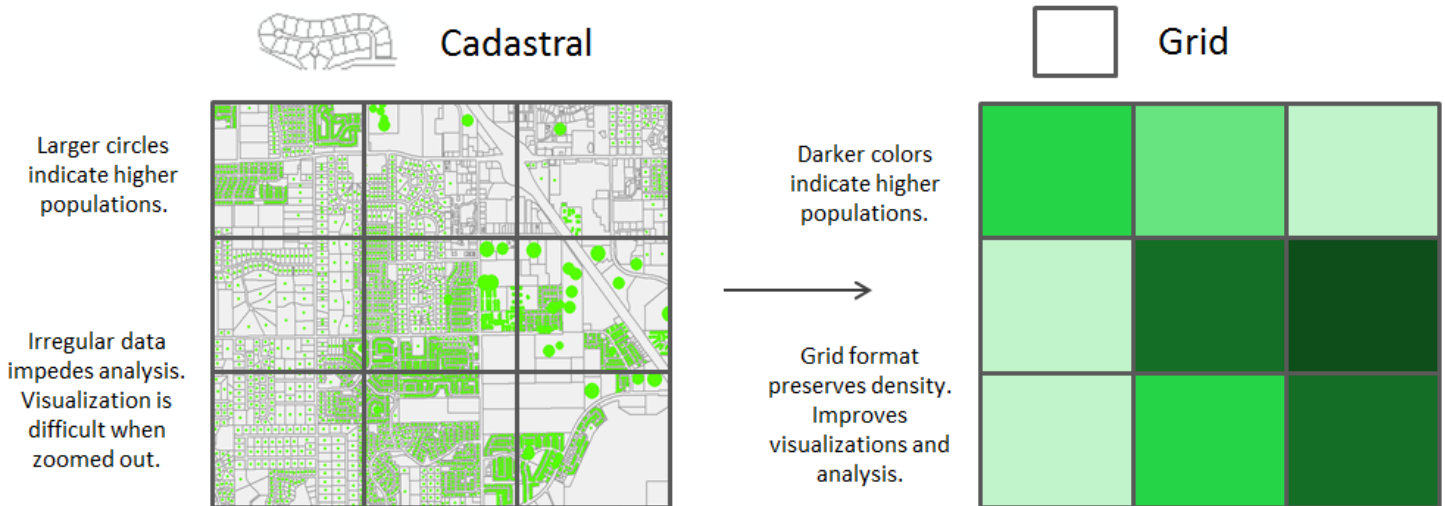 Cadastral
Grid
Larger circles
indicate higher
populations.
Irregular data
impedes analysis.
Visualization is
difficult when
zoomed out.
Darker colors
indicate higher
populations.
Grid format
preserves density.
Improves
visualizations and
analysis.